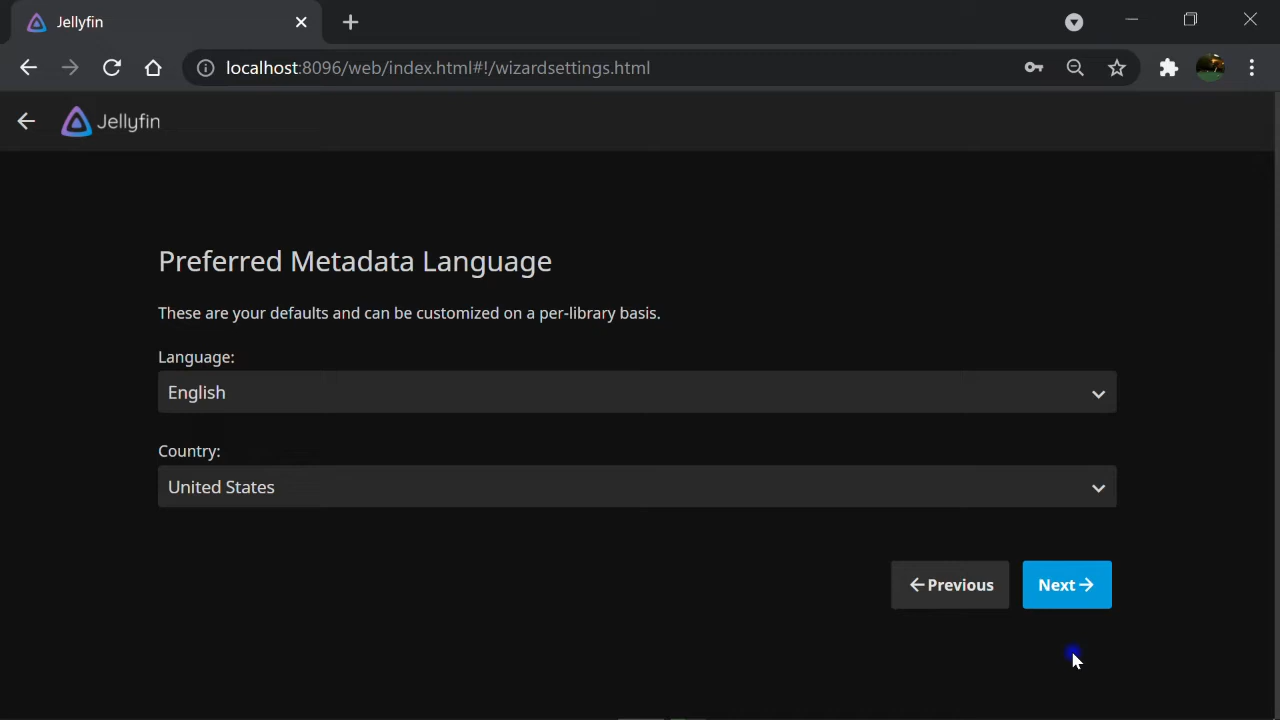 Jellyfin
localhost:8096/web/index.html#!/wizardsettings.html
Jellyfin
Preferred Metadata Language
These are your defaults and can be customized on a per-library basis.
Language:
English
Country:
United States
Previous Next